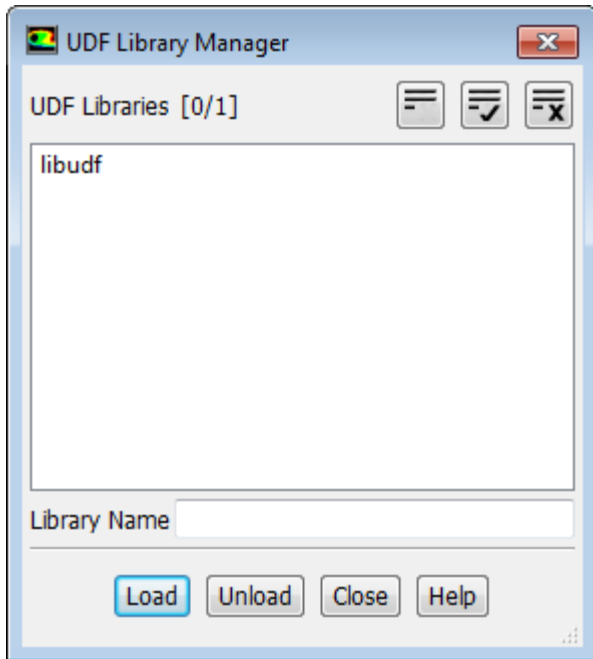 UDF Library Manager
UDF Libraries [0/1]
libudf
Library Name
Load Unload Close Help